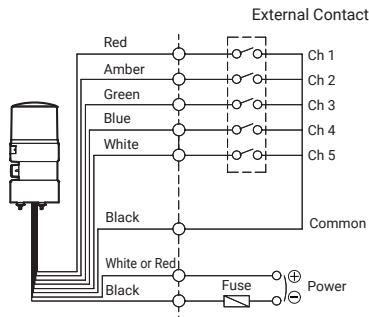 External Contact
Red
Ch 1
Amber
Ch 2
Green
Ch 3
Blue
Ch 4
White
Ch 5
Black
Common
White or Red
Fuse
Power
Black